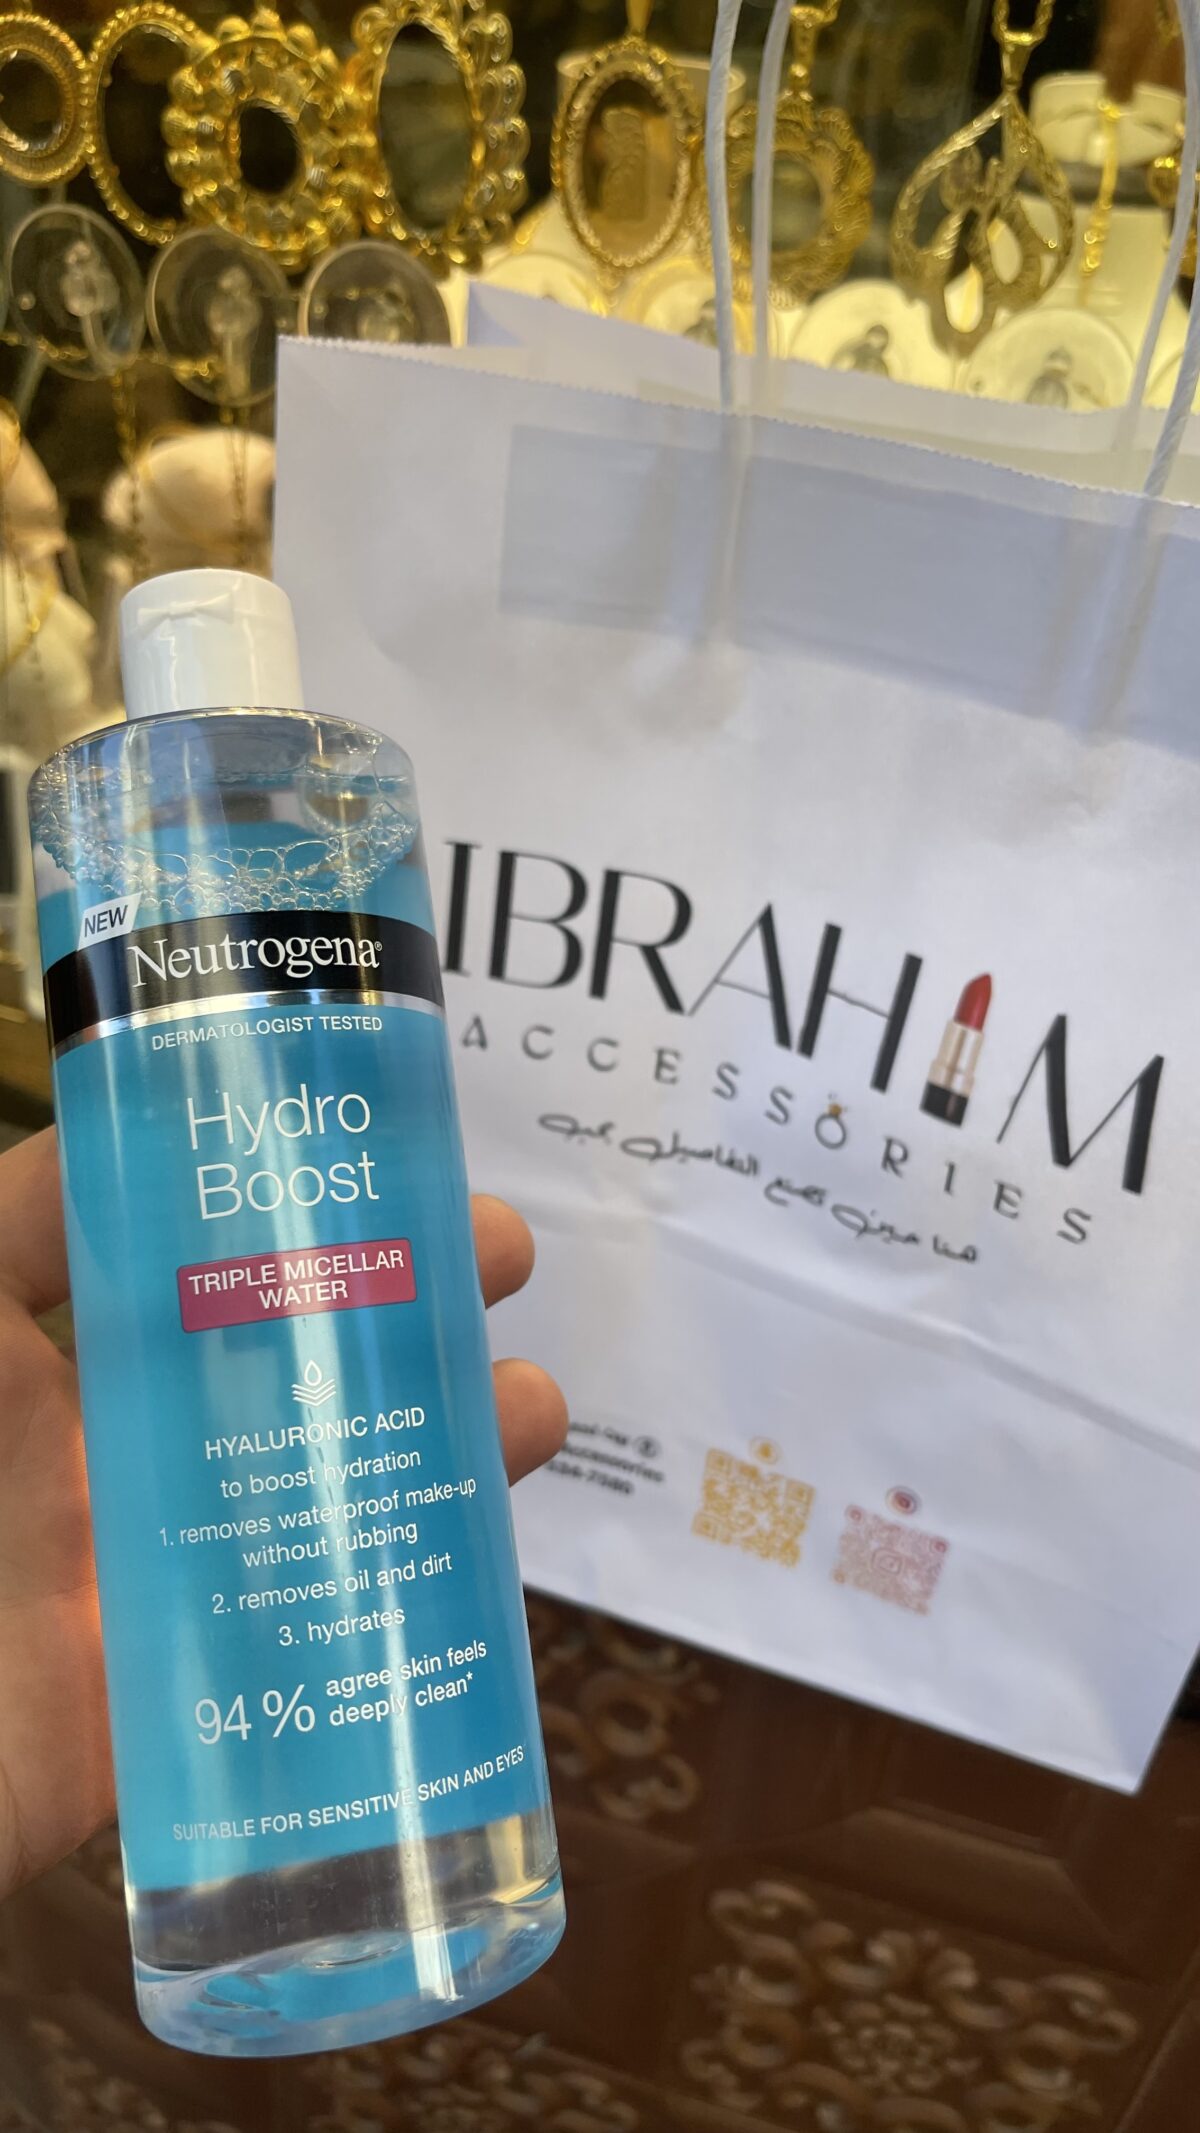 NEW
Neutrogena®
DERMATOLOGIST TESTED
Hydro
Boost
TRIPLE MICELLAR
WATER
HYALURONIC ACID
to boost hydration
1. removes waterproof make-up
without rubbing
2. removes oil and dirt
3. hydrates
94 % agree skin feels
deeply clean*
SUITABLE FOR SENSITIVE SKIN AND EYES
IBRAHIM
ACCESSORIES